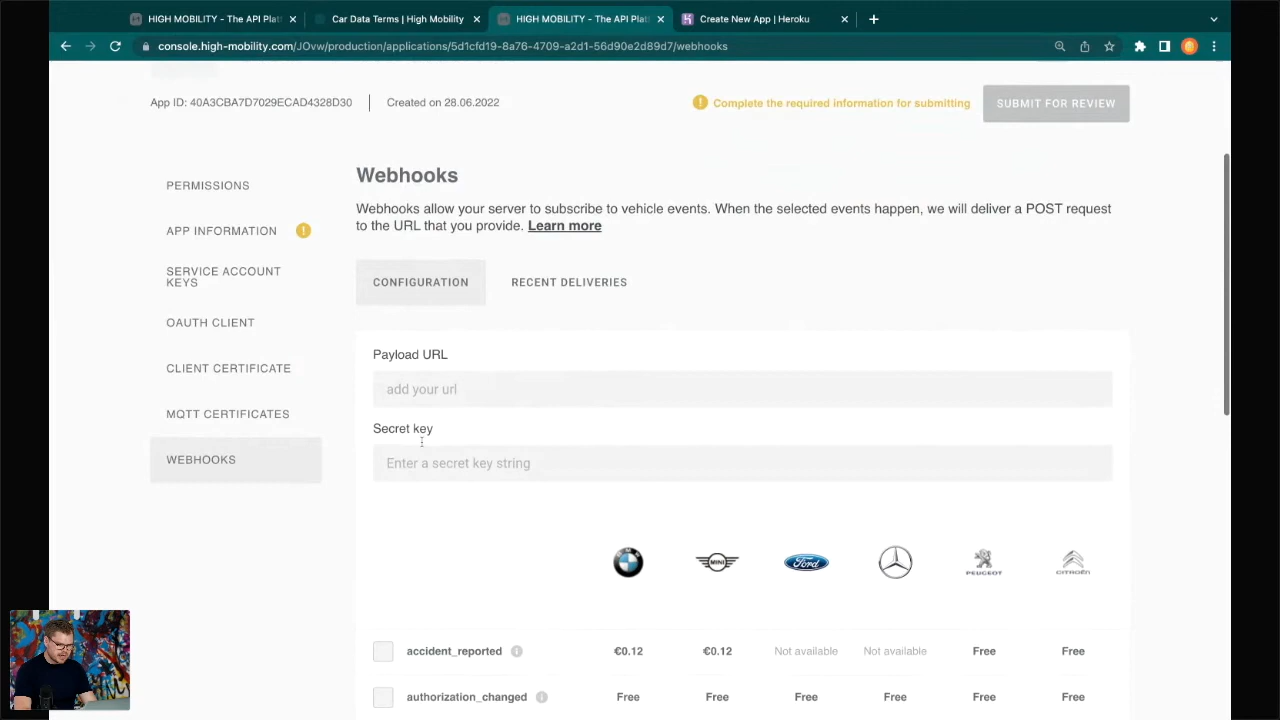 HIGH MOBILITY - The API Plat
Car Data Terms | High Mobility
HIGH MOBILITY - The API Plat
Create New App | Heroku
console.high-mobility.com/JOvw/production/applications/5d1cfd19-8a76-4709-a2d1-56d90e2d89d7/webhooks
App ID: 40A3CBA7D7029ECAD4328D30
Created on 28.06.2022
Complete the required information for submitting
SUBMIT FOR REVIEW
PERMISSIONS
APP INFORMATION
SERVICE ACCOUNT
KEYS
OAUTH CLIENT
CLIENT CERTIFICATE
MQTT CERTIFICATES
WEBHOOKS
Webhooks
Webhooks allow your server to subscribe to vehicle events. When the selected events happen, we will deliver a POST request
to the URL that you provide. Learn more
CONFIGURATION
RECENT DELIVERIES
Payload URL
add your url
Secret key
Enter a secret key string
BMW
MINI
Ford
PEUGEOT
CITROËN
accident_reported
€0.12
€0.12
Not available
Not available
Free
Free
authorization_changed
Free
Free
Free
Free
Free
Free